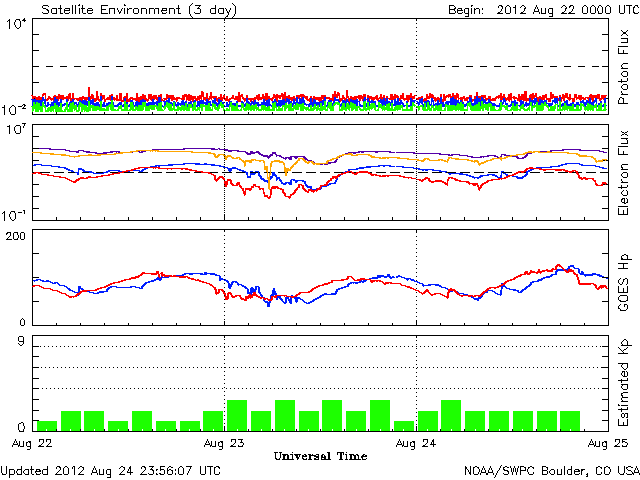 Satellite Environment (3 day) Begin: 2012 Aug 22 0000 UTC
10^4
10^-2
Proton Flux
10^7
10^-1
Electron Flux
200
0
GOES Hp
9
0
Estimated Kp
Aug 22 Aug 23 Aug 24 Aug 25
Universal Time
Updated 2012 Aug 24 23:56:07 UTC NOAA/SWPC Boulder, CO USA